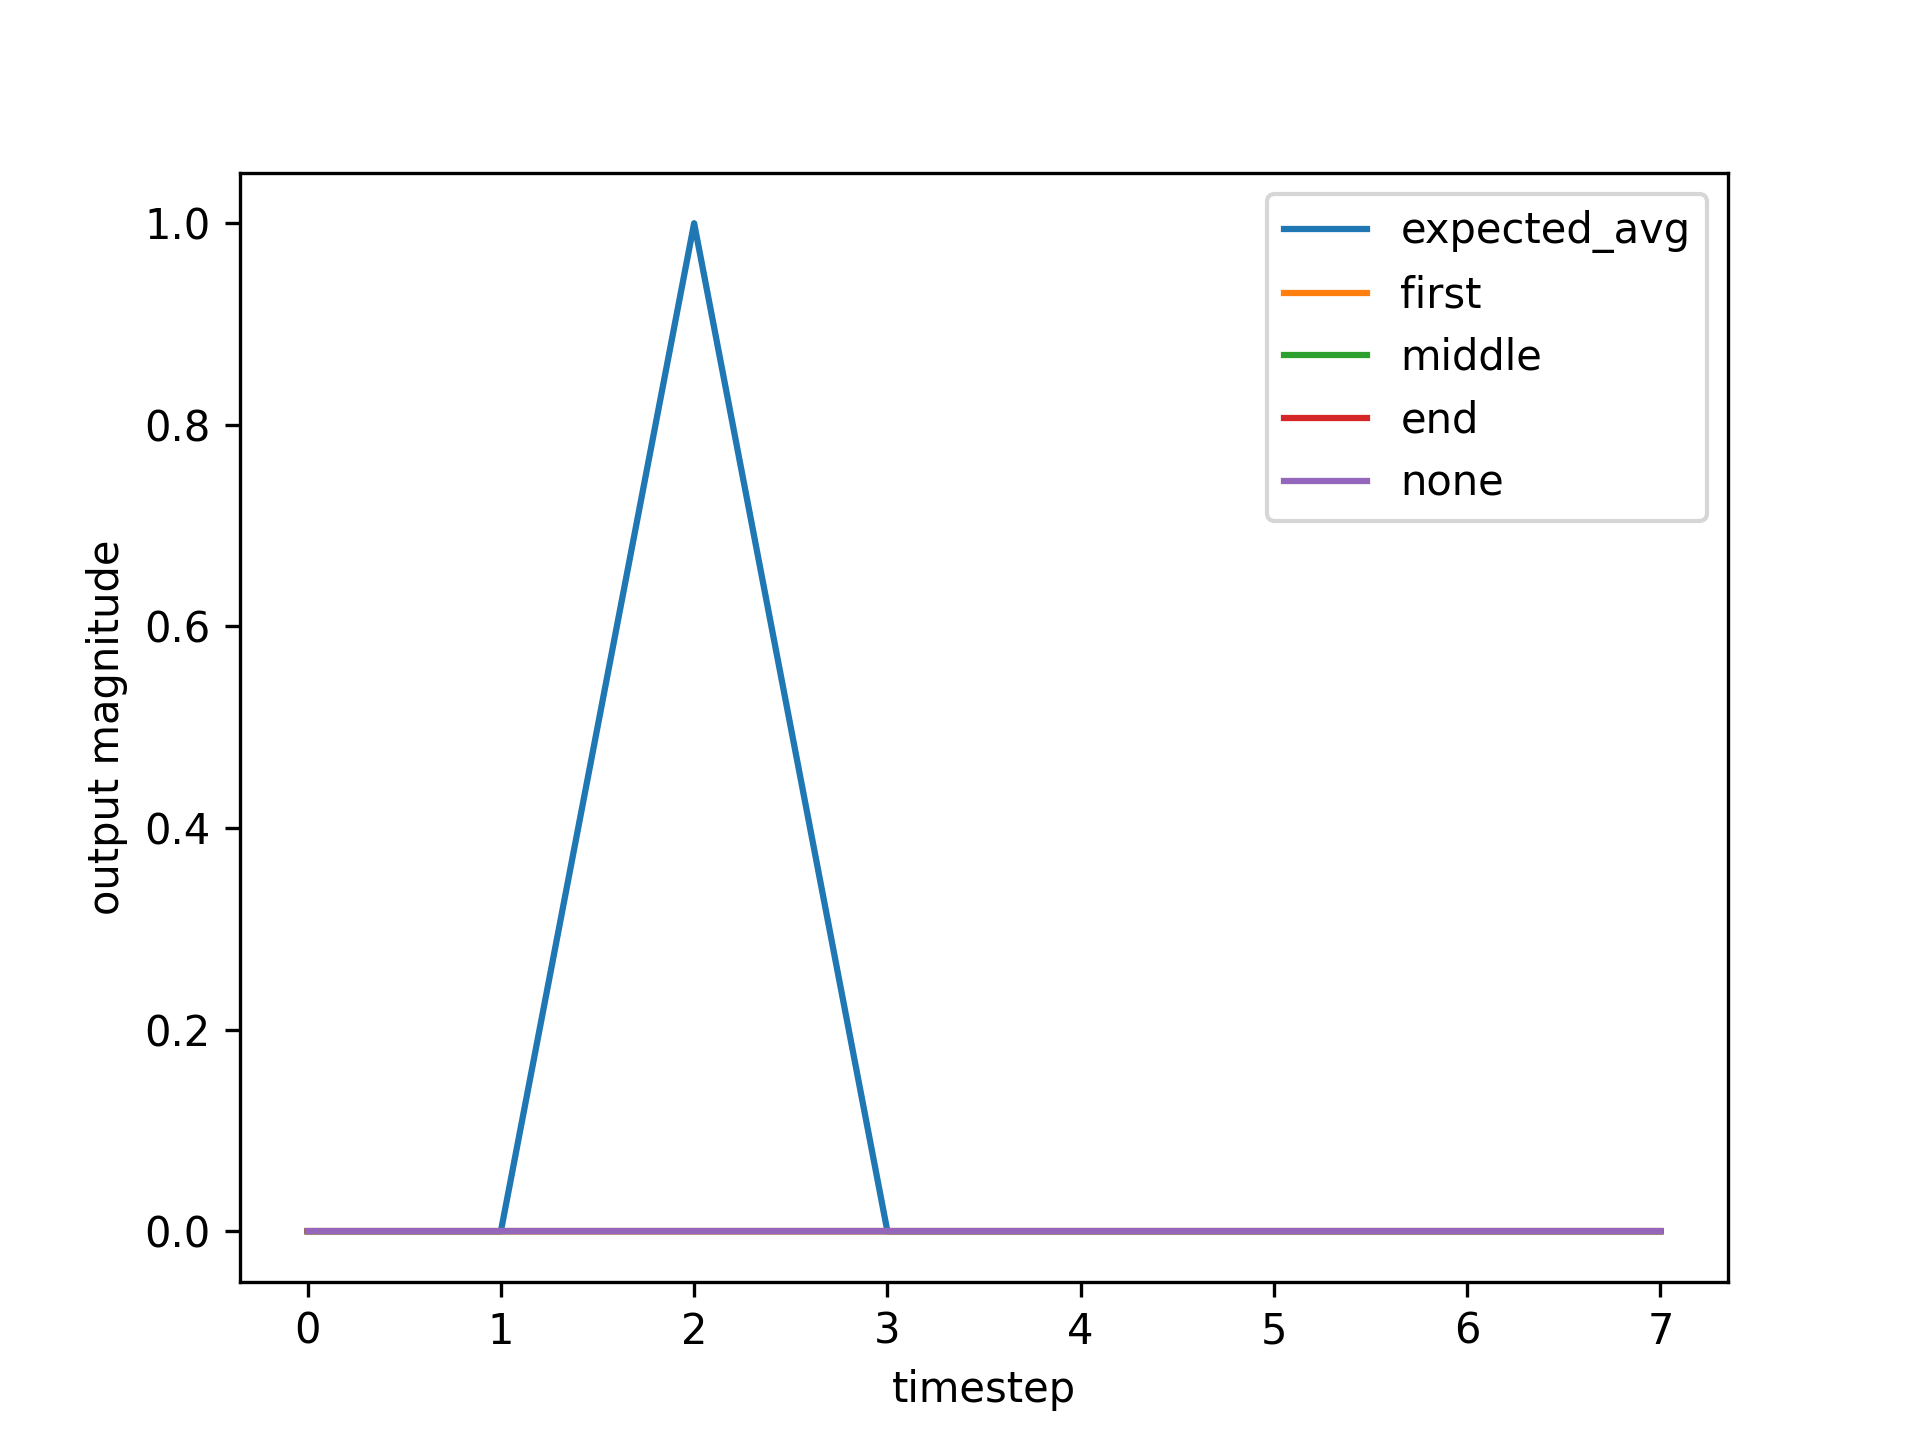 expected_avg
first
middle
end
none
output magnitude
1.0
0.8
0.6
0.4
0.2
0.0
0 1 2 3 4 5 6 7
timestep